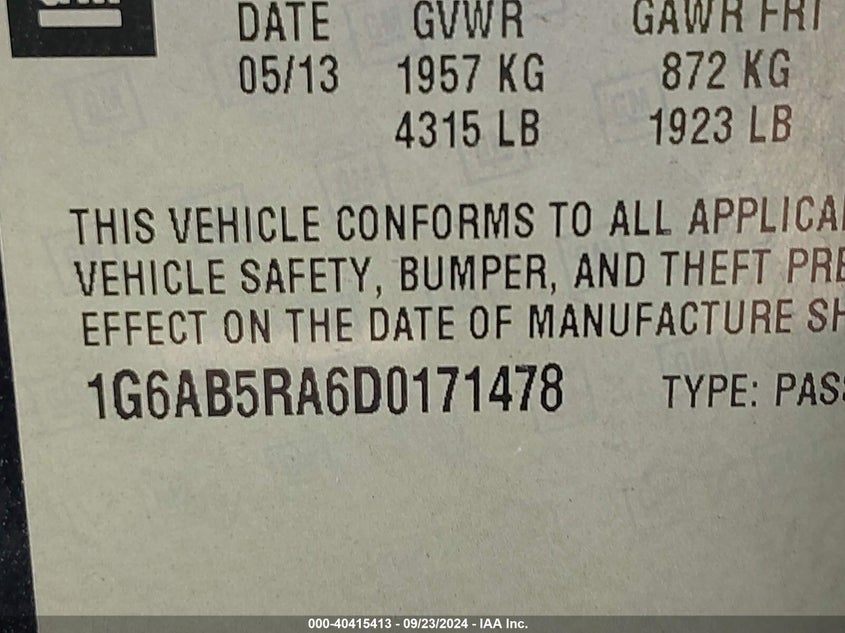 GM
DATE GVWR GAWR FRT
05/13 1957 KG 872 KG
4315 LB 1923 LB
THIS VEHICLE CONFORMS TO ALL APPLICA
VEHICLE SAFETY, BUMPER, AND THEFT PRE
EFFECT ON THE DATE OF MANUFACTURE SH
1G6AB5RA6D0171478 TYPE: PASS
000-40415413 - 09/23/2024 - IAA Inc.